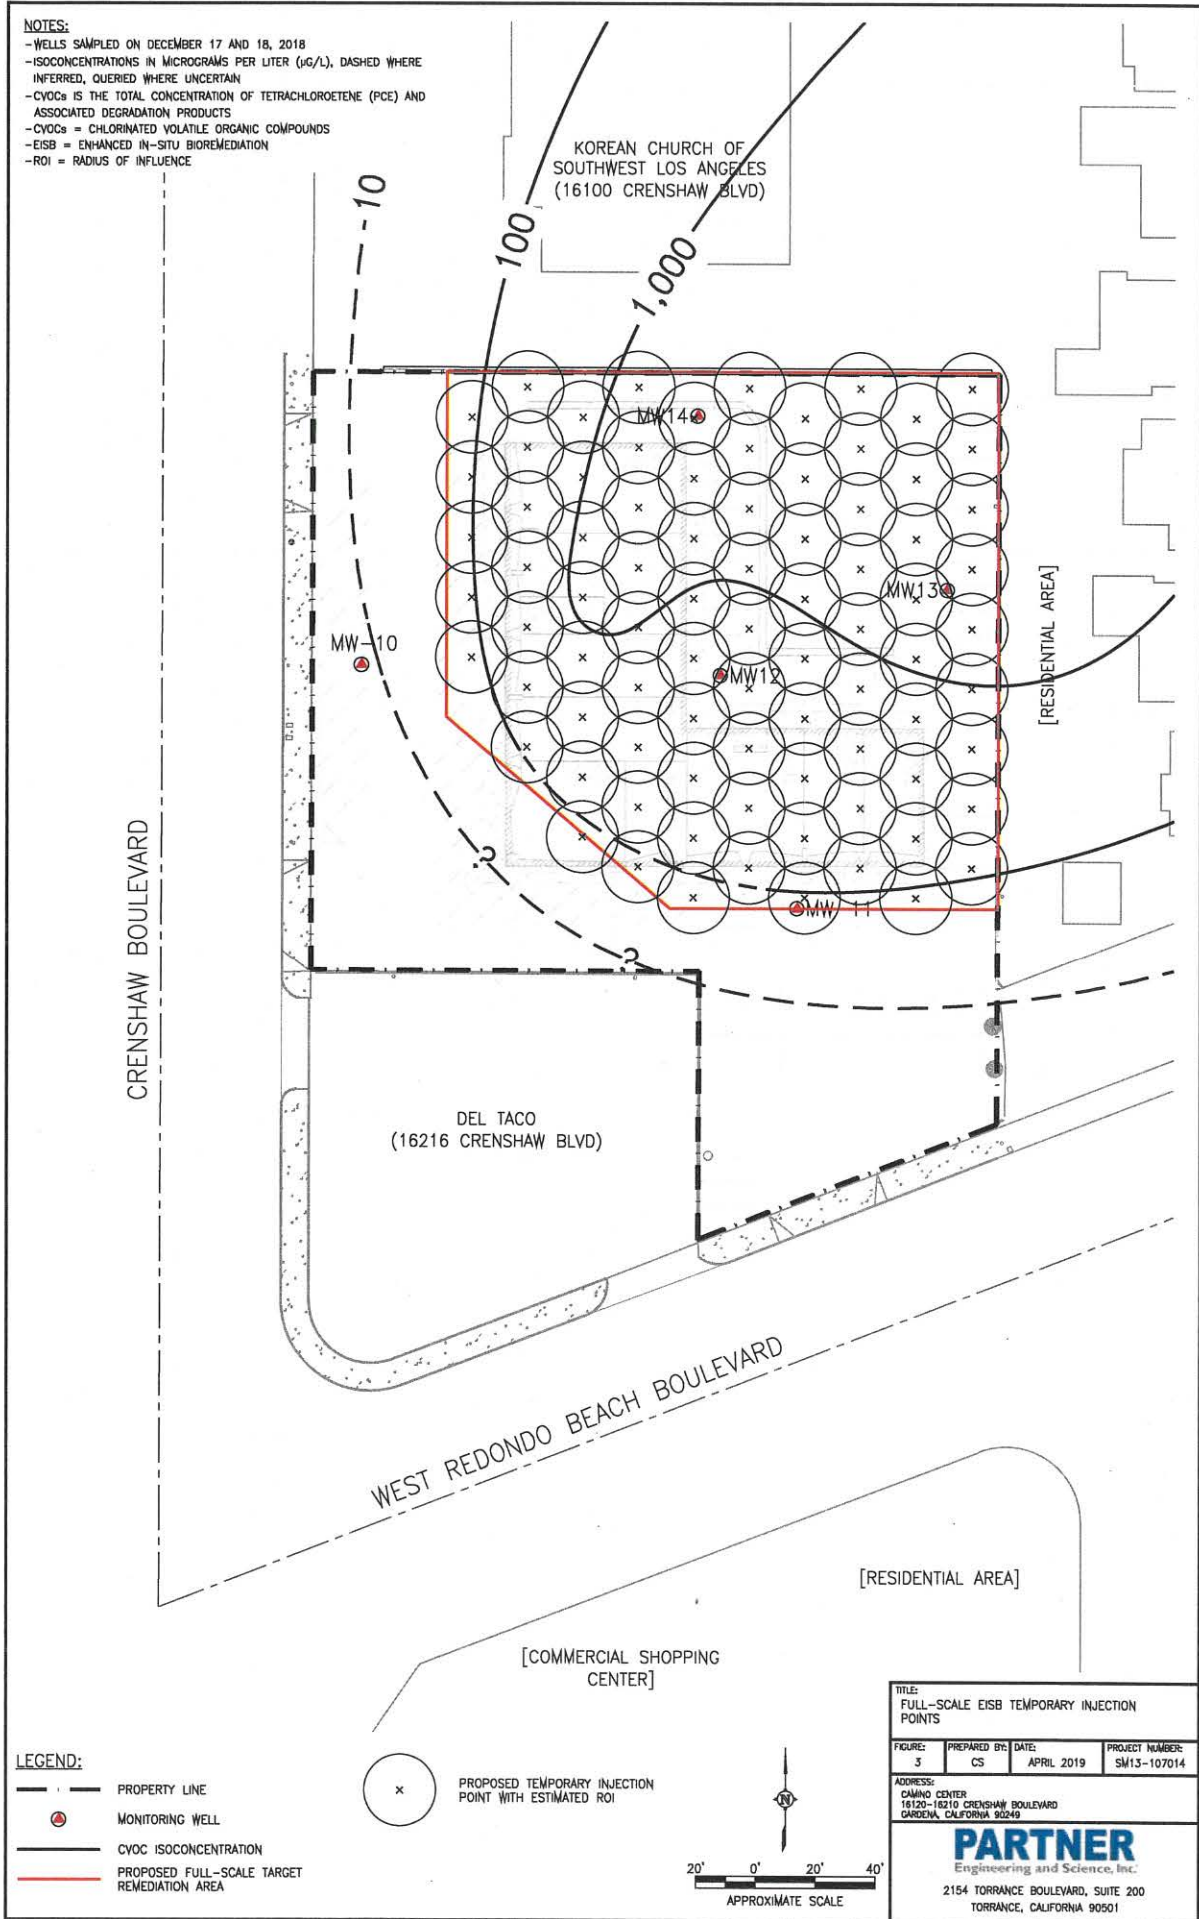 NOTES:
-WELLS SAMPLED ON DECEMBER 17 AND 18, 2018
-ISOCONCENTRATIONS IN MICROGRAMS PER LITER (µG/L), DASHED WHERE
INFERRED, QUERIED WHERE UNCERTAIN
-CVOCs IS THE TOTAL CONCENTRATION OF TETRACHLOROETENE (PCE) AND
ASSOCIATED DEGRADATION PRODUCTS
-CVOCs = CHLORINATED VOLATILE ORGANIC COMPOUNDS
-EISB = ENHANCED IN-SITU BIOREMEDIATION
-ROI = RADIUS OF INFLUENCE
KOREAN CHURCH OF
SOUTHWEST LOS ANGELES
(16100 CRENSHAW BLVD)
10
100
1,000
MW14
MW13
[RESIDENTIAL AREA]
MW-10
MW12
?
MW-11
?
CRENSHAW BOULEVARD
DEL TACO
(16216 CRENSHAW BLVD)
WEST REDONDO BEACH BOULEVARD
[RESIDENTIAL AREA]
[COMMERCIAL SHOPPING
CENTER]
LEGEND:
PROPERTY LINE
MONITORING WELL
CVOC ISOCONCENTRATION
PROPOSED FULL-SCALE TARGET
REMEDIATION AREA
PROPOSED TEMPORARY INJECTION
POINT WITH ESTIMATED ROI
N
20' 0' 20' 40'
APPROXIMATE SCALE
TITLE:
FULL-SCALE EISB TEMPORARY INJECTION
POINTS
FIGURE: PREPARED BY: DATE: PROJECT NUMBER:
3 CS APRIL 2019 SM13-107014
ADDRESS:
CAMINO CENTER
16120-16210 CRENSHAW BOULEVARD
GARDENA, CALIFORNIA 90249
PARTNER
Engineering and Science, Inc.
2154 TORRANCE BOULEVARD, SUITE 200
TORRANCE, CALIFORNIA 90501